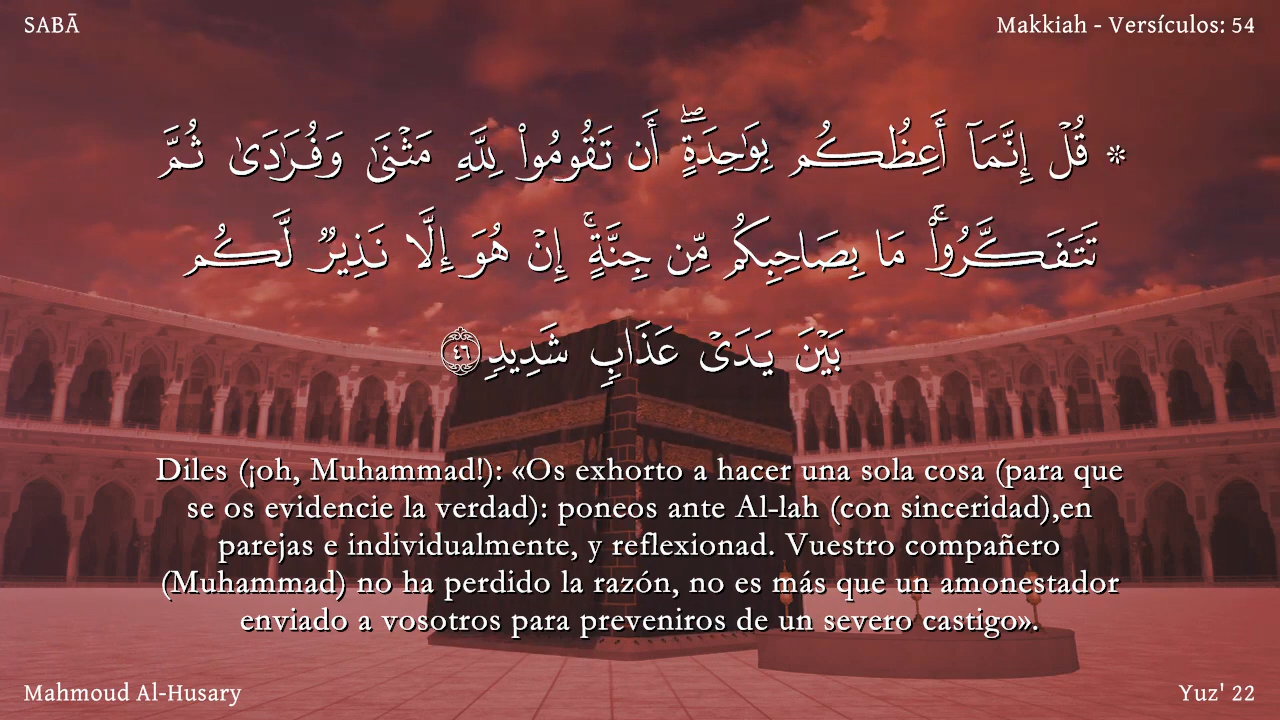 SABĀ
Makkiah - Versículos: 54
۞ قُلْ إِنَّمَآ أَعِظُكُم بِوَٰحِدَةٍۖ أَن تَقُومُوا۟ لِلَّهِ مَثْنَىٰ وَفُرَٰدَىٰ ثُمَّ
تَتَفَكَّرُوا۟ۚ مَا بِصَاحِبِكُم مِّن جِنَّةٍۚ إِنْ هُوَ إِلَّا نَذِيرٌ لَّكُم
بَيْنَ يَدَىْ عَذَابٍ شَدِيدٍ ٤٦
Diles (¡oh, Muhammad!): «Os exhorto a hacer una sola cosa (para que
se os evidencie la verdad): poneos ante Al-lah (con sinceridad),en
parejas e individualmente, y reflexionad. Vuestro compañero
(Muhammad) no ha perdido la razón, no es más que un amonestador
enviado a vosotros para preveniros de un severo castigo».
Mahmoud Al-Husary
Yuz' 22